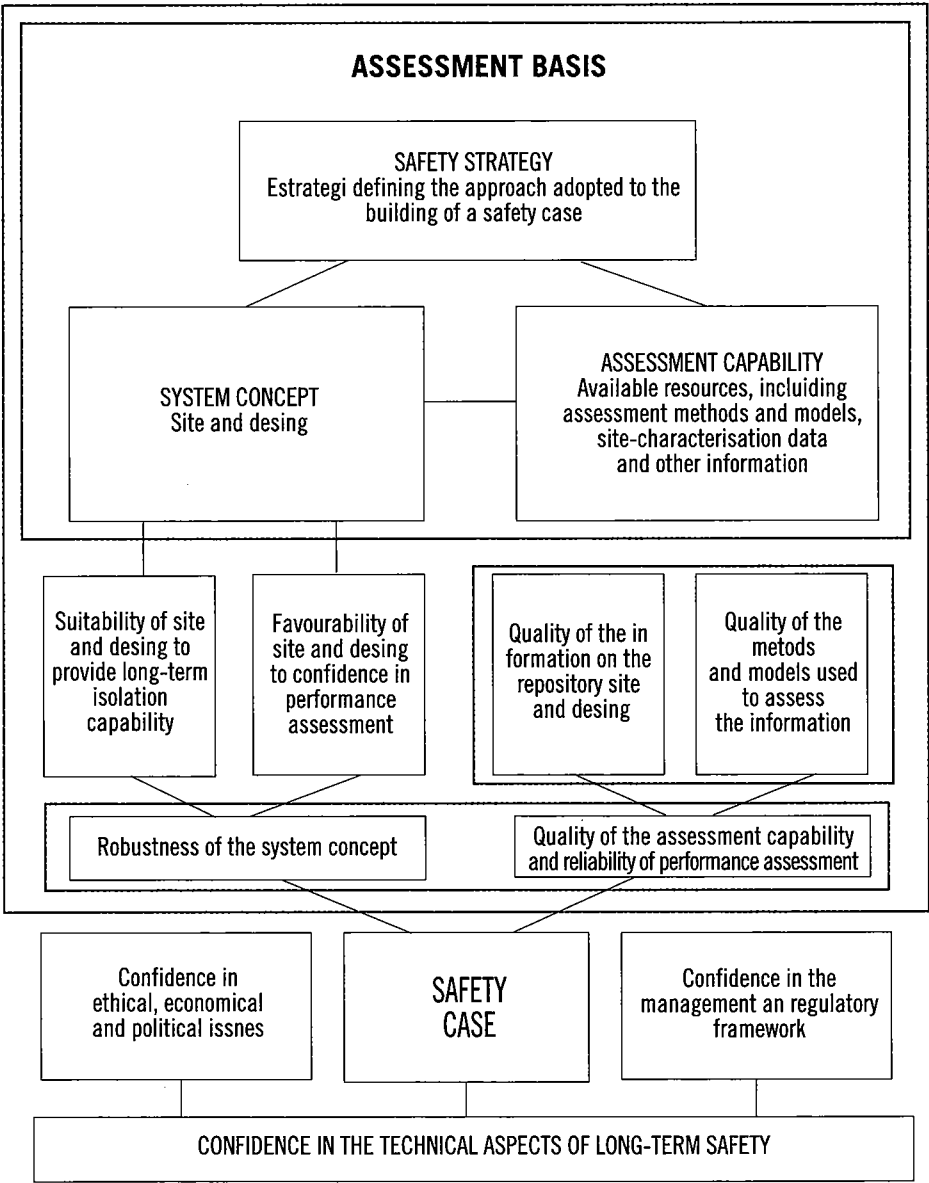 ASSESSMENT BASIS
SAFETY STRATEGY
Estrategi defining the approach adopted to the
building of a safety case
SYSTEM CONCEPT
Site and desing
ASSESSMENT CAPABILITY
Available resources, incluiding
assessment methods and models,
site-characterisation data
and other information
Suitability of site
and desing to
provide long-term
isolation
capability
Favourability of
site and desing
to confidence in
performance
assessment
Quality of the in
formation on the
repository site
and desing
Quality of the
metods
and models used
to assess
the information
Robustness of the system concept
Quality of the assessment capability
and reliability of performance assessment
Confidence in
ethical, economical
and political issnes
SAFETY
CASE
Confidence in the
management an regulatory
framework
CONFIDENCE IN THE TECHNICAL ASPECTS OF LONG-TERM SAFETY